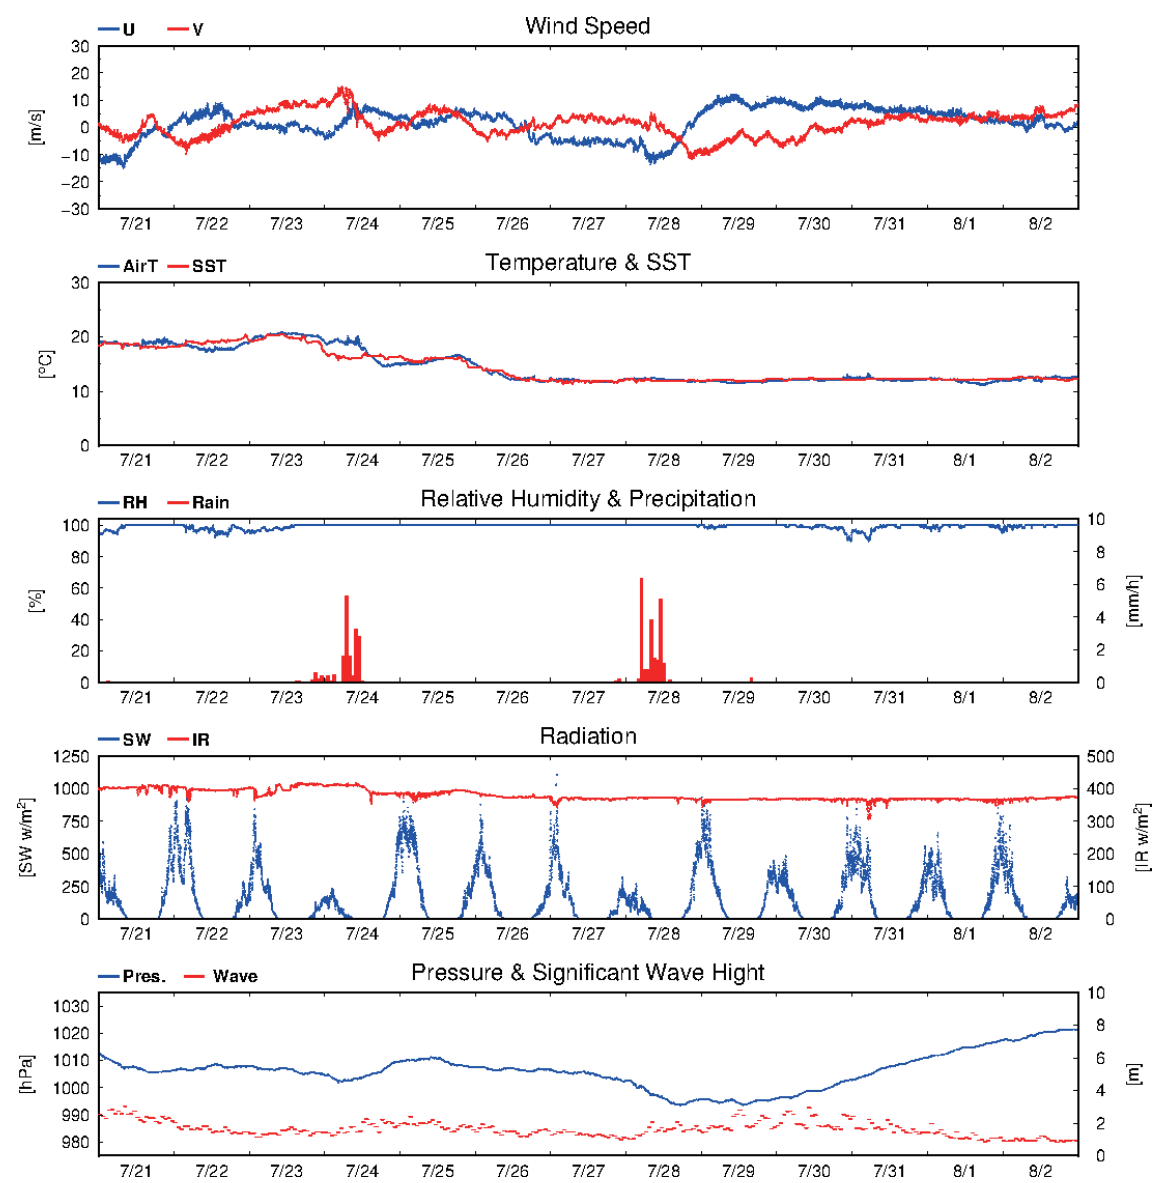 Wind Speed
U V
30
20
10
0
−10
−20
−30
[m/s]
7/21 7/22 7/23 7/24 7/25 7/26 7/27 7/28 7/29 7/30 7/31 8/1 8/2
Temperature & SST
AirT SST
30
20
10
0
[°C]
7/21 7/22 7/23 7/24 7/25 7/26 7/27 7/28 7/29 7/30 7/31 8/1 8/2
Relative Humidity & Precipitation
RH Rain
100 10
80 8
60 6
40 4
20 2
0 0
[%] [mm/h]
7/21 7/22 7/23 7/24 7/25 7/26 7/27 7/28 7/29 7/30 7/31 8/1 8/2
Radiation
SW IR
1250 500
1000 400
750 300
500 200
250 100
0 0
[SW w/m²] [IR w/m²]
7/21 7/22 7/23 7/24 7/25 7/26 7/27 7/28 7/29 7/30 7/31 8/1 8/2
Pressure & Significant Wave Hight
Pres. Wave
1030 10
1020 8
1010 6
1000 4
990 2
980 0
[hPa] [m]
7/21 7/22 7/23 7/24 7/25 7/26 7/27 7/28 7/29 7/30 7/31 8/1 8/2